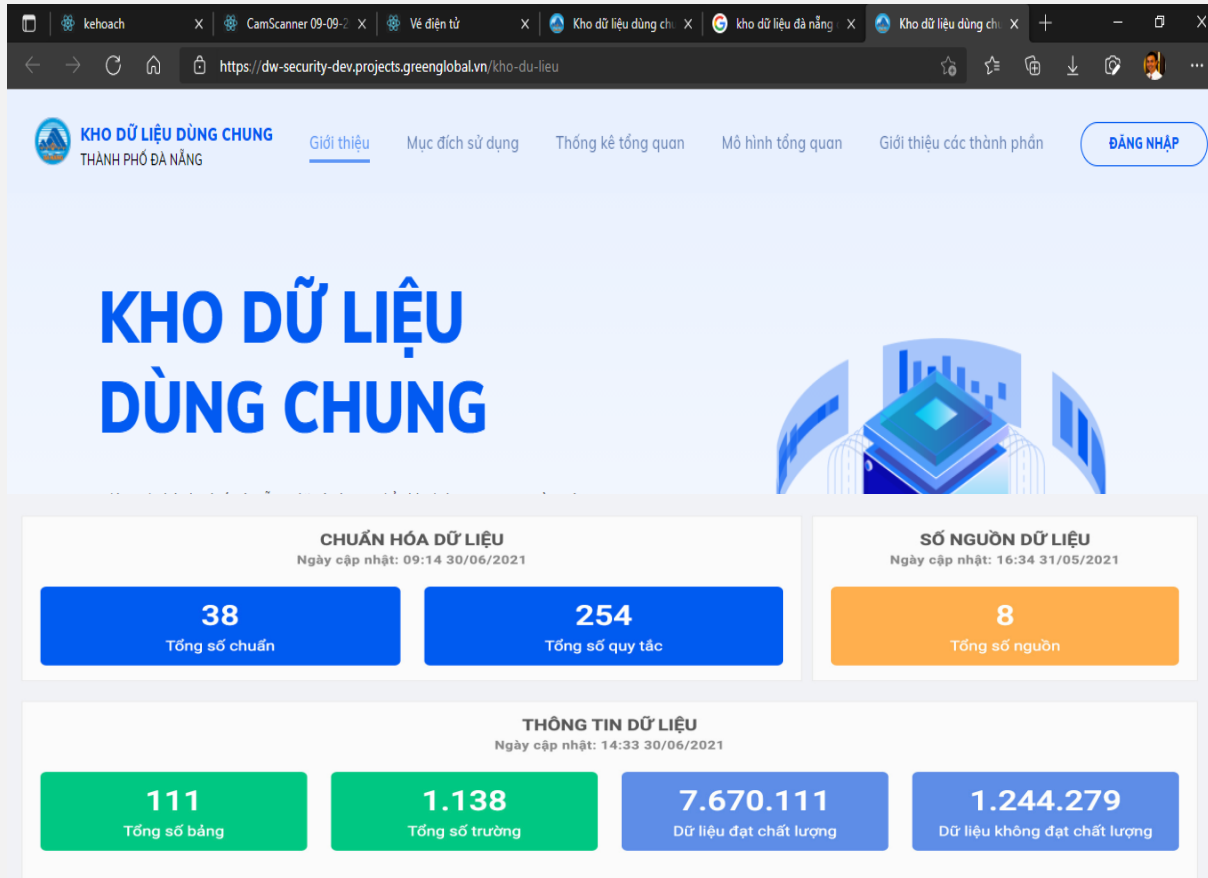 kehoach
CamScanner 09-09-2
Vé điện tử
Kho dữ liệu dùng chu
kho dữ liệu đà nẵng
Kho dữ liệu dùng chu
https://dw-security-dev.projects.greenglobal.vn/kho-du-lieu
KHO DỮ LIỆU DÙNG CHUNG
THÀNH PHỐ ĐÀ NẴNG
Giới thiệu
Mục đích sử dụng
Thống kê tổng quan
Mô hình tổng quan
Giới thiệu các thành phần
ĐĂNG NHẬP
KHO DỮ LIỆU
DÙNG CHUNG
CHUẨN HÓA DỮ LIỆU
Ngày cập nhật: 09:14 30/06/2021
38
Tổng số chuẩn
254
Tổng số quy tắc
SỐ NGUỒN DỮ LIỆU
Ngày cập nhật: 16:34 31/05/2021
8
Tổng số nguồn
THÔNG TIN DỮ LIỆU
Ngày cập nhật: 14:33 30/06/2021
111
Tổng số bảng
1.138
Tổng số trường
7.670.111
Dữ liệu đạt chất lượng
1.244.279
Dữ liệu không đạt chất lượng